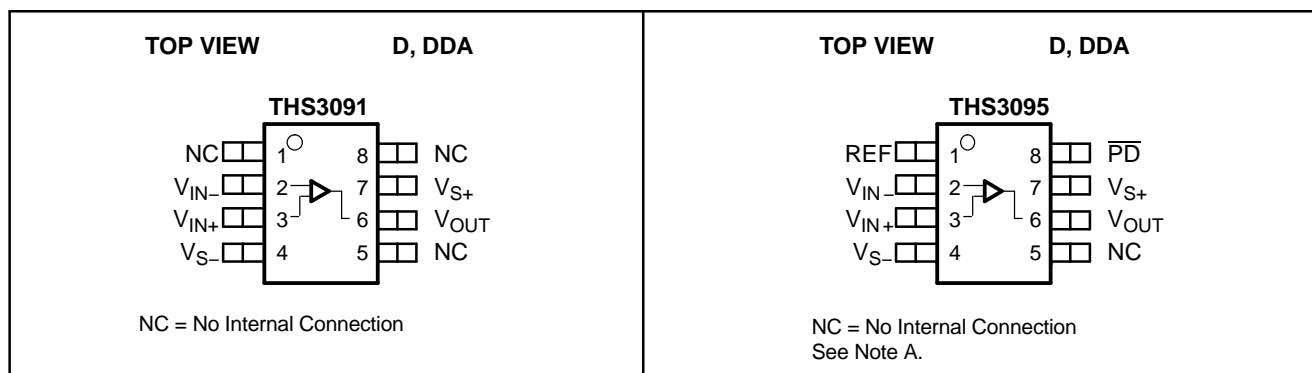 TOP VIEW D, DDA
THS3091
NC 1 8 NC
VIN– 2 7 VS+
VIN+ 3 6 VOUT
VS– 4 5 NC
NC = No Internal Connection
TOP VIEW D, DDA
THS3095
REF 1 8 P̅D̅
VIN– 2 7 VS+
VIN+ 3 6 VOUT
VS– 4 5 NC
NC = No Internal Connection
See Note A.